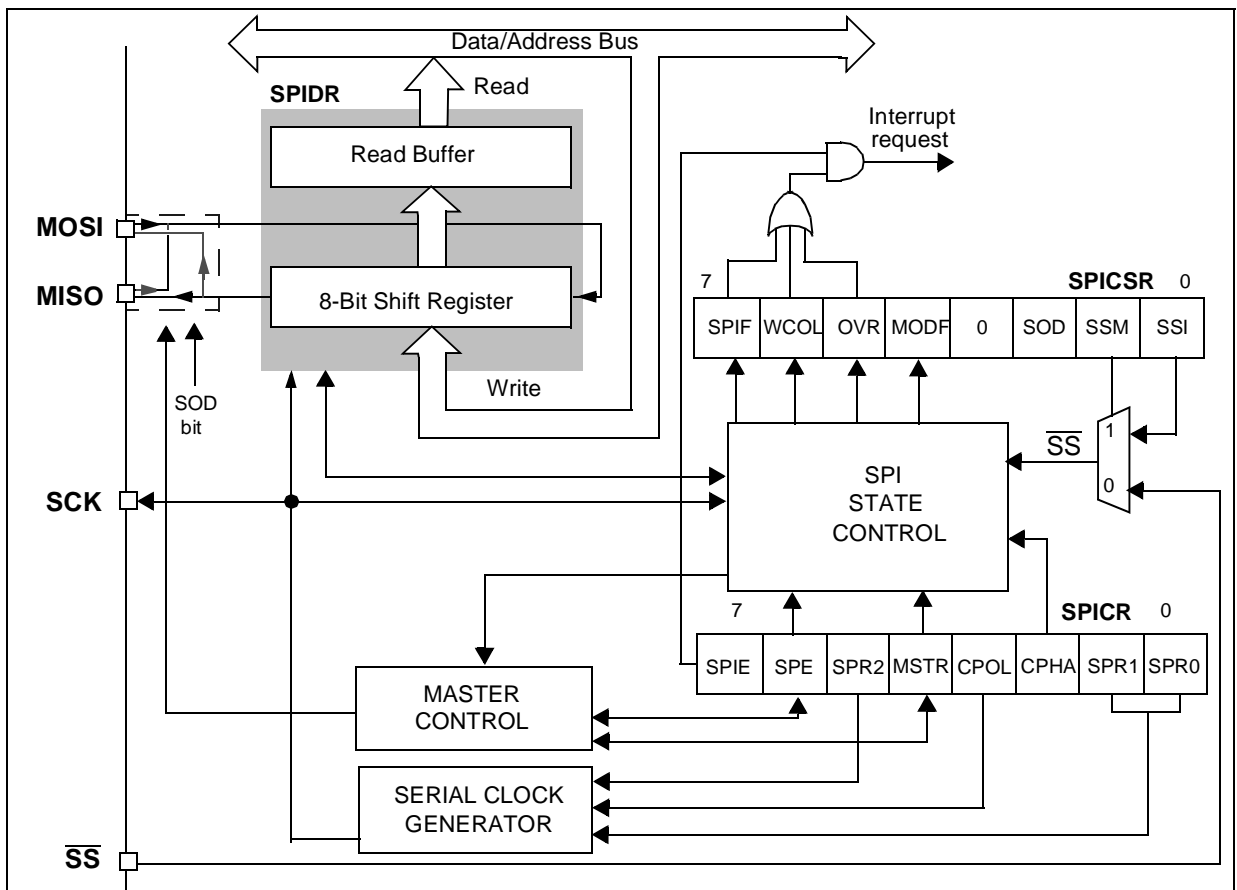 Data/Address Bus
SPIDR
Read
Read Buffer
8-Bit Shift Register
Write
MOSI
MISO
SOD
bit
SCK
SS
Interrupt
request
7
SPICSR
0
SPIF
WCOL
OVR
MODF
0
SOD
SSM
SSI
1
0
SS
SPI
STATE
CONTROL
7
SPICR
0
SPIE
SPE
SPR2
MSTR
CPOL
CPHA
SPR1
SPR0
MASTER
CONTROL
SERIAL CLOCK
GENERATOR